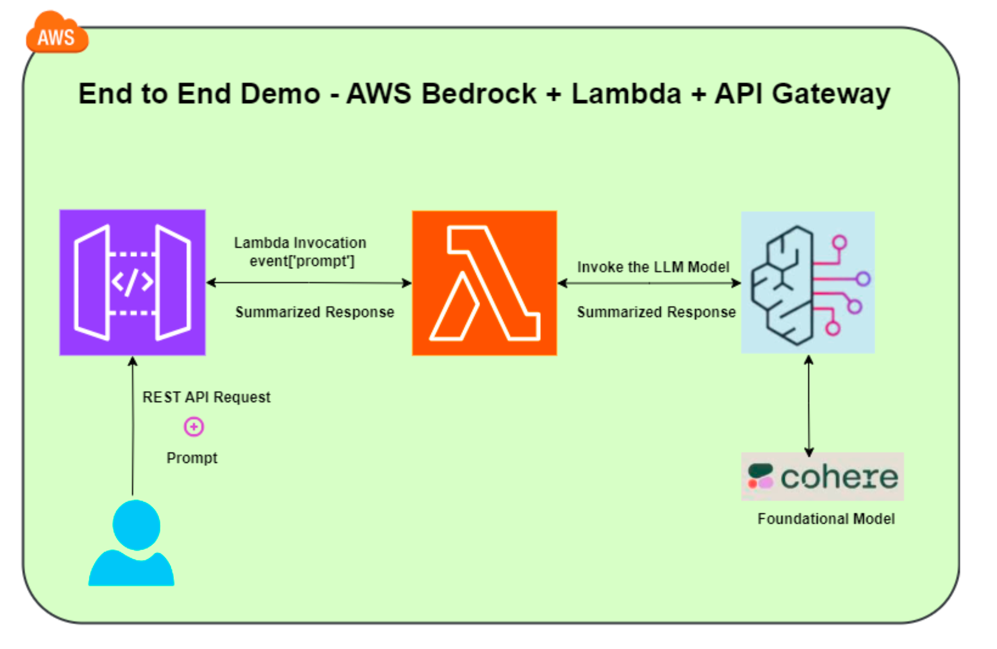 AWS
End to End Demo - AWS Bedrock + Lambda + API Gateway
Lambda Invocation
event['prompt']
Summarized Response
Invoke the LLM Model
Summarized Response
</>
REST API Request
Prompt
cohere
Foundational Model